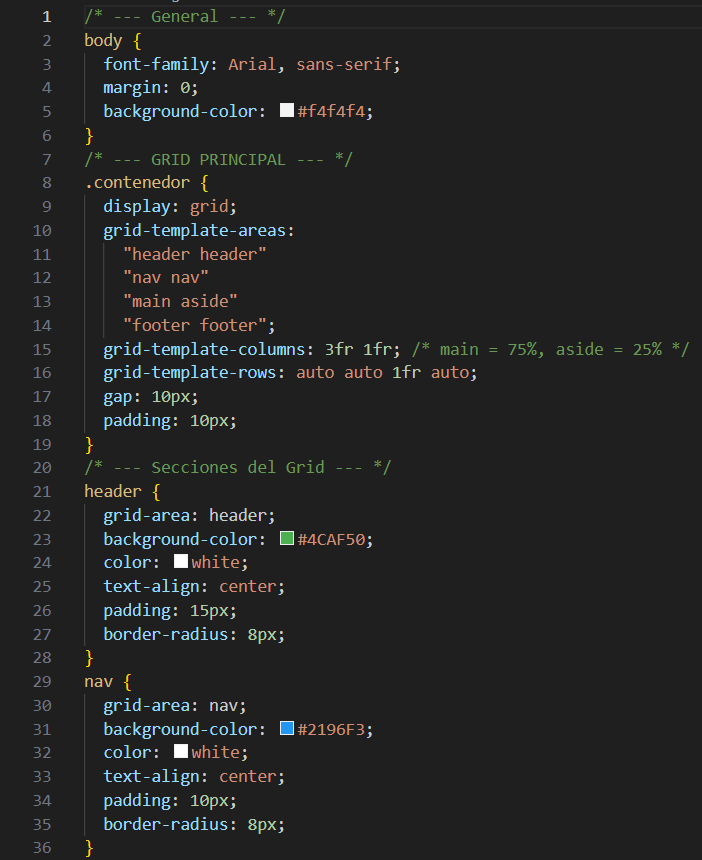 1 /* --- General --- */
2 body {
3 font-family: Arial, sans-serif;
4 margin: 0;
5 background-color: #f4f4f4;
6 }
7 /* --- GRID PRINCIPAL --- */
8 .contenedor {
9 display: grid;
10 grid-template-areas:
11 "header header"
12 "nav nav"
13 "main aside"
14 "footer footer";
15 grid-template-columns: 3fr 1fr; /* main = 75%, aside = 25% */
16 grid-template-rows: auto auto 1fr auto;
17 gap: 10px;
18 padding: 10px;
19 }
20 /* --- Secciones del Grid --- */
21 header {
22 grid-area: header;
23 background-color: #4CAF50;
24 color: white;
25 text-align: center;
26 padding: 15px;
27 border-radius: 8px;
28 }
29 nav {
30 grid-area: nav;
31 background-color: #2196F3;
32 color: white;
33 text-align: center;
34 padding: 10px;
35 border-radius: 8px;
36 }